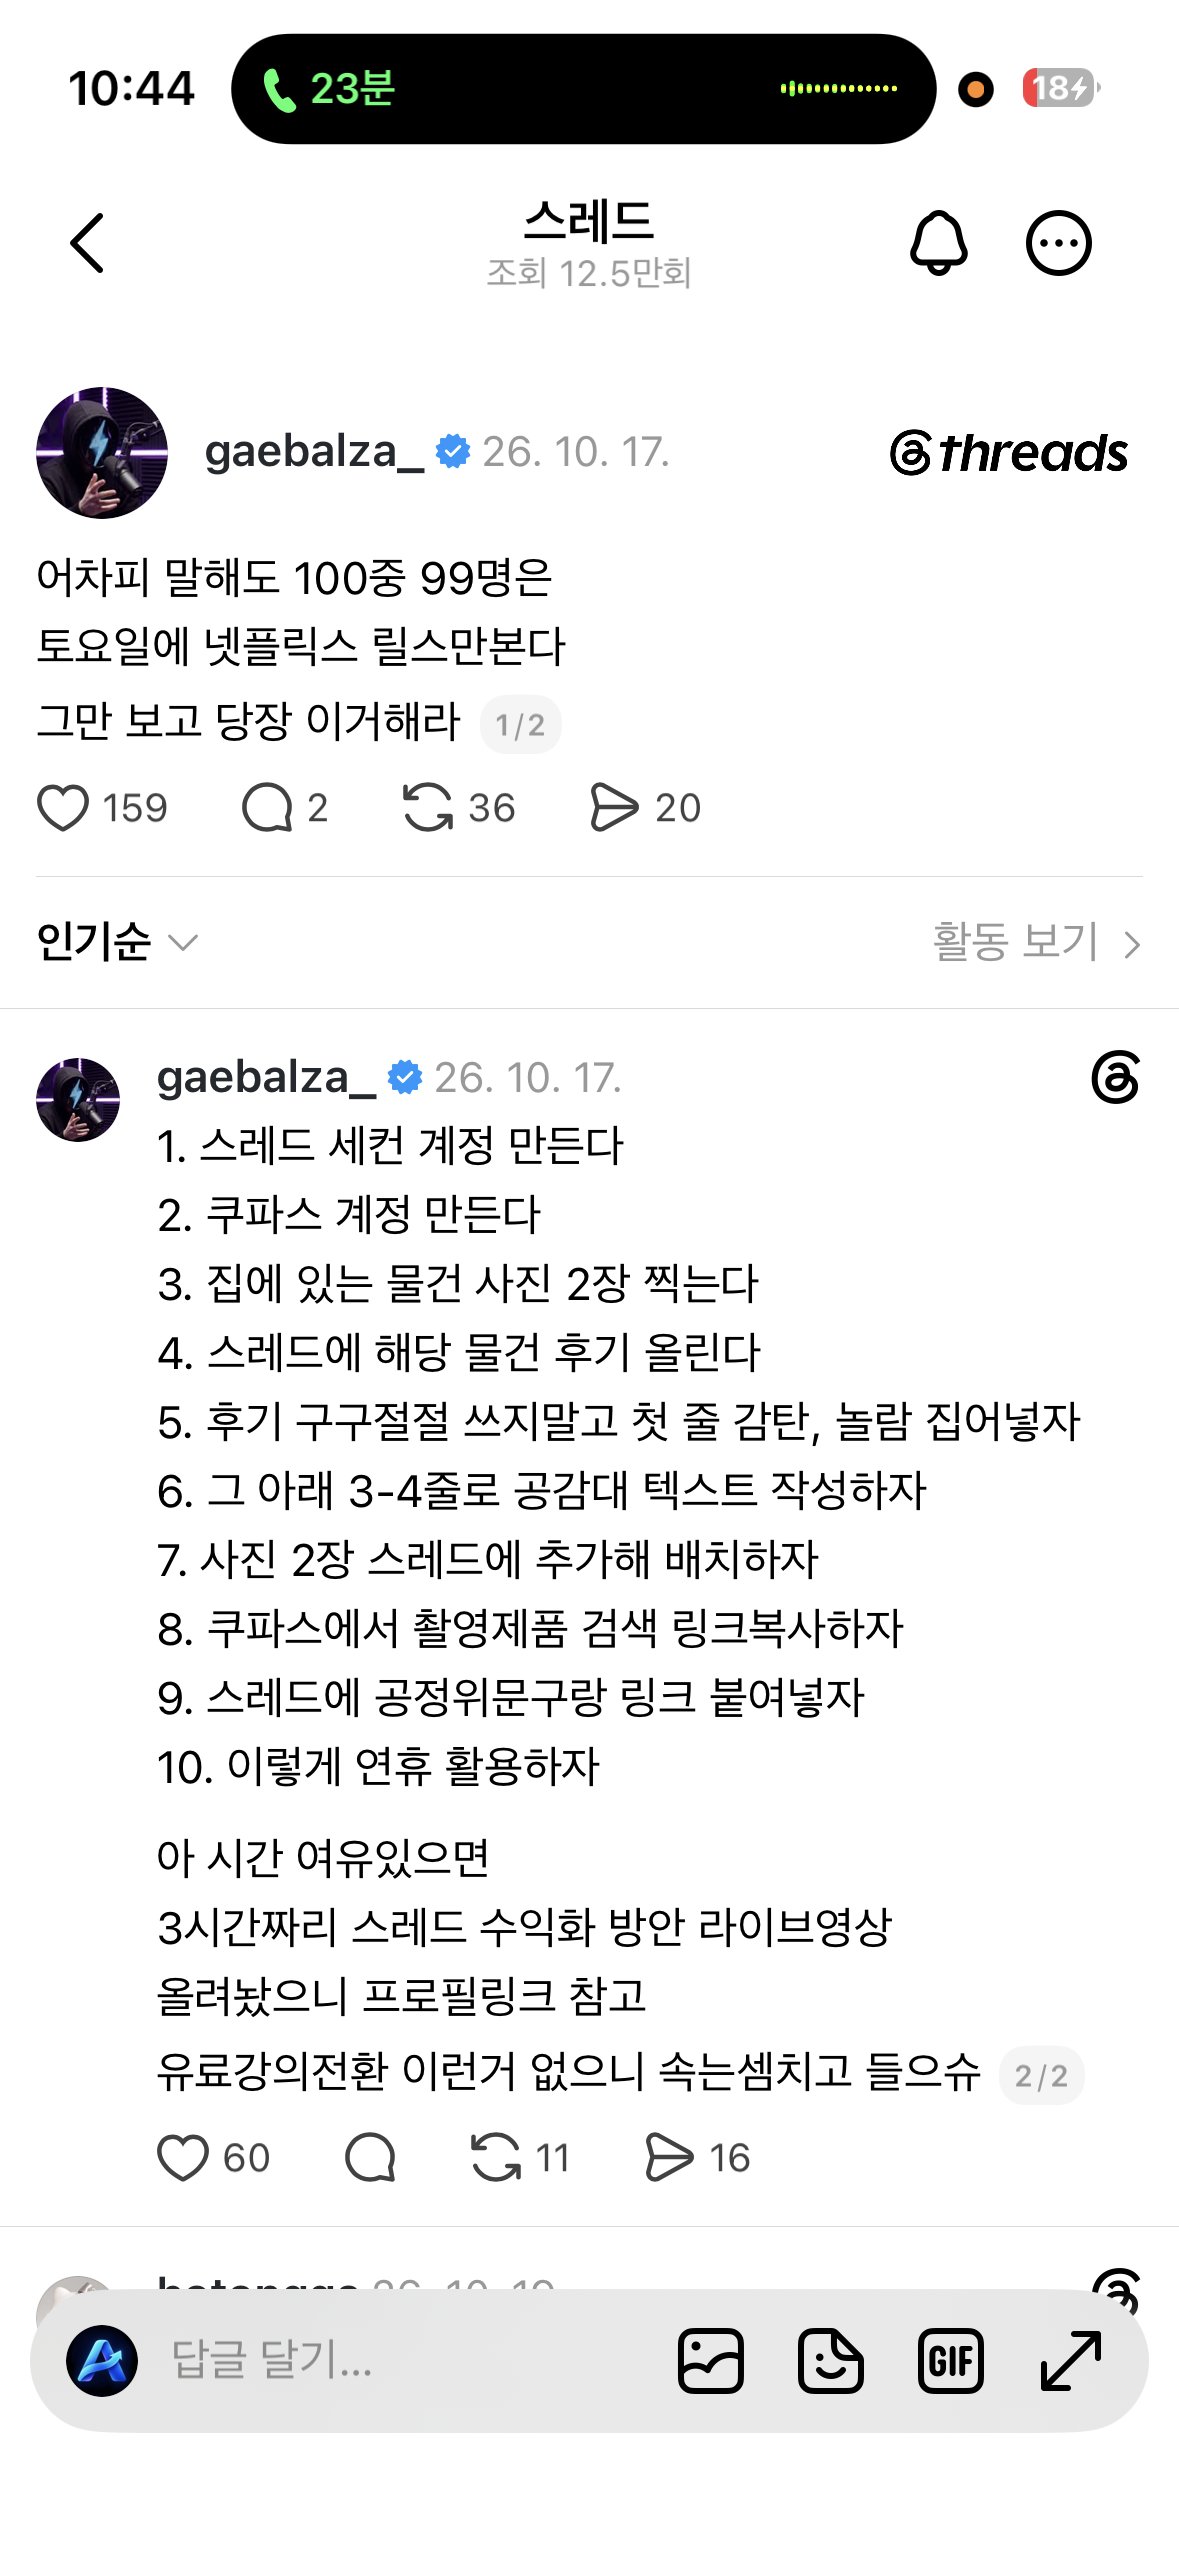 10:44
23분
18
스레드
조회 12.5만회
gaebalza_ 26. 10. 17.
threads
어차피 말해도 100중 99명은
토요일에 넷플릭스 릴스만본다
그만 보고 당장 이거해라 1/2
159 2 36 20
인기순
활동 보기
gaebalza_ 26. 10. 17.
1. 스레드 세컨 계정 만든다
2. 쿠파스 계정 만든다
3. 집에 있는 물건 사진 2장 찍는다
4. 스레드에 해당 물건 후기 올린다
5. 후기 구구절절 쓰지말고 첫 줄 감탄, 놀람 집어넣자
6. 그 아래 3-4줄로 공감대 텍스트 작성하자
7. 사진 2장 스레드에 추가해 배치하자
8. 쿠파스에서 촬영제품 검색 링크복사하자
9. 스레드에 공정위문구랑 링크 붙여넣자
10. 이렇게 연휴 활용하자
아 시간 여유있으면
3시간짜리 스레드 수익화 방안 라이브영상
올려놨으니 프로필링크 참고
유료강의전환 이런거 없으니 속는셈치고 들으슈 2/2
60 11 16
답글 달기...
GIF